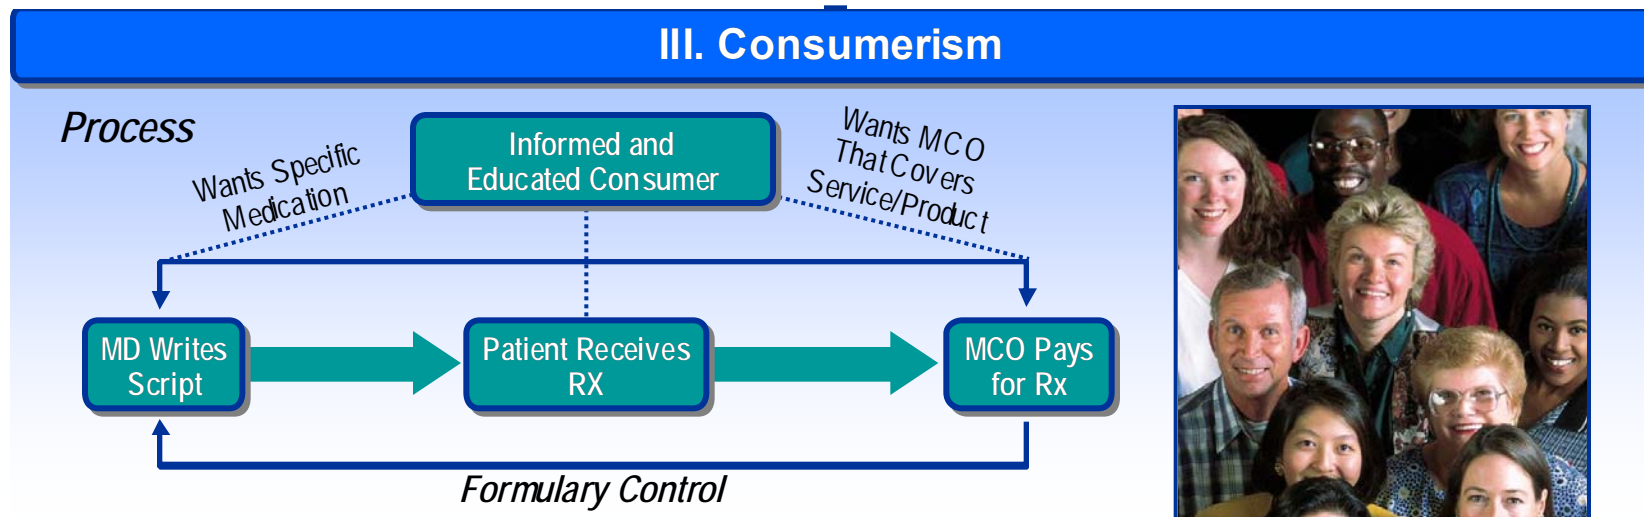 III. Consumerism
Process
Informed and
Educated Consumer
Wants Specific
Medication
Wants MCO
That Covers
Service/Product
MD Writes
Script
Patient Receives
RX
MCO Pays
for Rx
Formulary Control